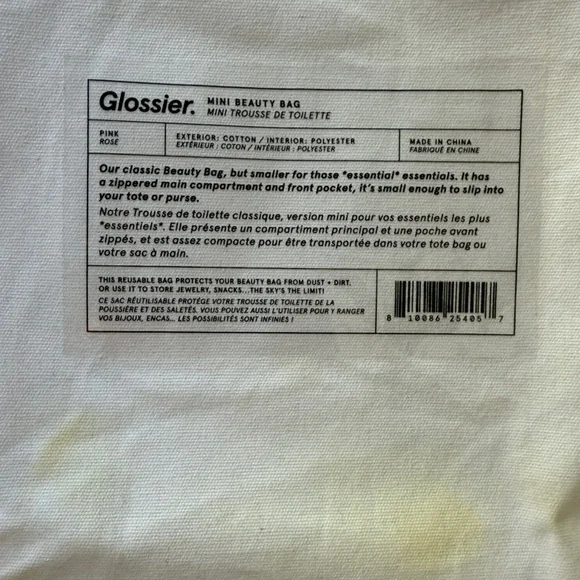 Glossier. MINI BEAUTY BAG
MINI TROUSSE DE TOILETTE
PINK
ROSE
EXTERIOR: COTTON / INTERIOR: POLYESTER
EXTÉRIEUR : COTON / INTÉRIEUR : POLYESTER
MADE IN CHINA
FABRIQUÉ EN CHINE
Our classic Beauty Bag, but smaller for those *essential* essentials. It has
a zippered main compartment and front pocket, it's small enough to slip into
your tote or purse.
Notre Trousse de toilette classique, version mini pour vos essentiels les plus
*essentiels*. Elle présente un compartiment principal et une poche avant
zippés, et est assez compacte pour être transportée dans votre tote bag ou
votre sac à main.
THIS REUSABLE BAG PROTECTS YOUR BEAUTY BAG FROM DUST + DIRT.
OR USE IT TO STORE JEWELRY, SNACKS...THE SKY'S THE LIMIT!
CE SAC RÉUTILISABLE PROTÈGE VOTRE TROUSSE DE TOILETTE DE LA
POUSSIÈRE ET DES SALETÉS. VOUS POUVEZ AUSSI L'UTILISER POUR Y RANGER
VOS BIJOUX, ENCAS... LES POSSIBILITÉS SONT INFINIES !
8 10086 25405 7